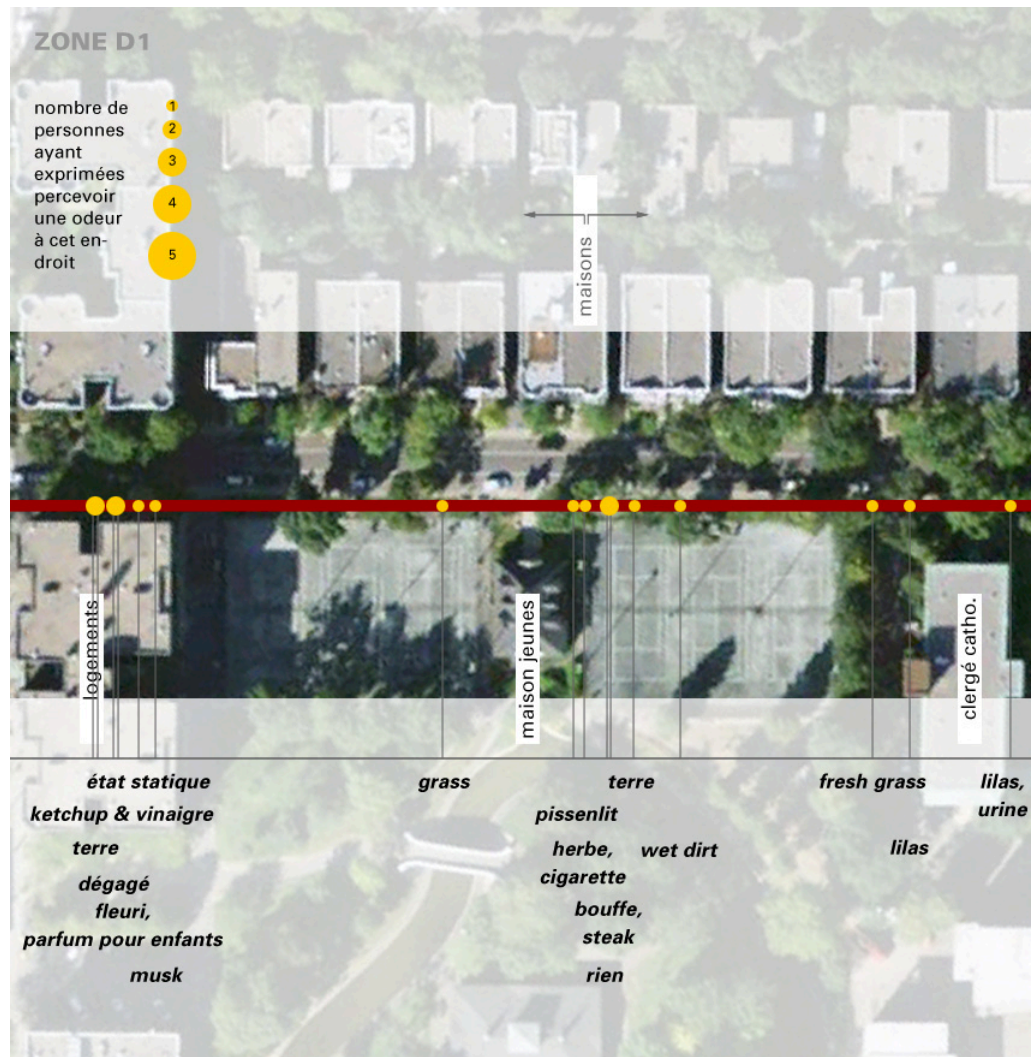 ZONE D1
nombre de
personnes
ayant
exprimées
percevoir
une odeur
à cet en-
droit
1
2
3
4
5
maisons
logements
maison jeunes
clergé catho.
état statique
grass
terre
fresh grass
lilas,
urine
ketchup & vinaigre
pissenlit
terre
herbe,
cigarette
wet dirt
lilas
dégagé
fleuri,
parfum pour enfants
bouffe,
steak
musk
rien